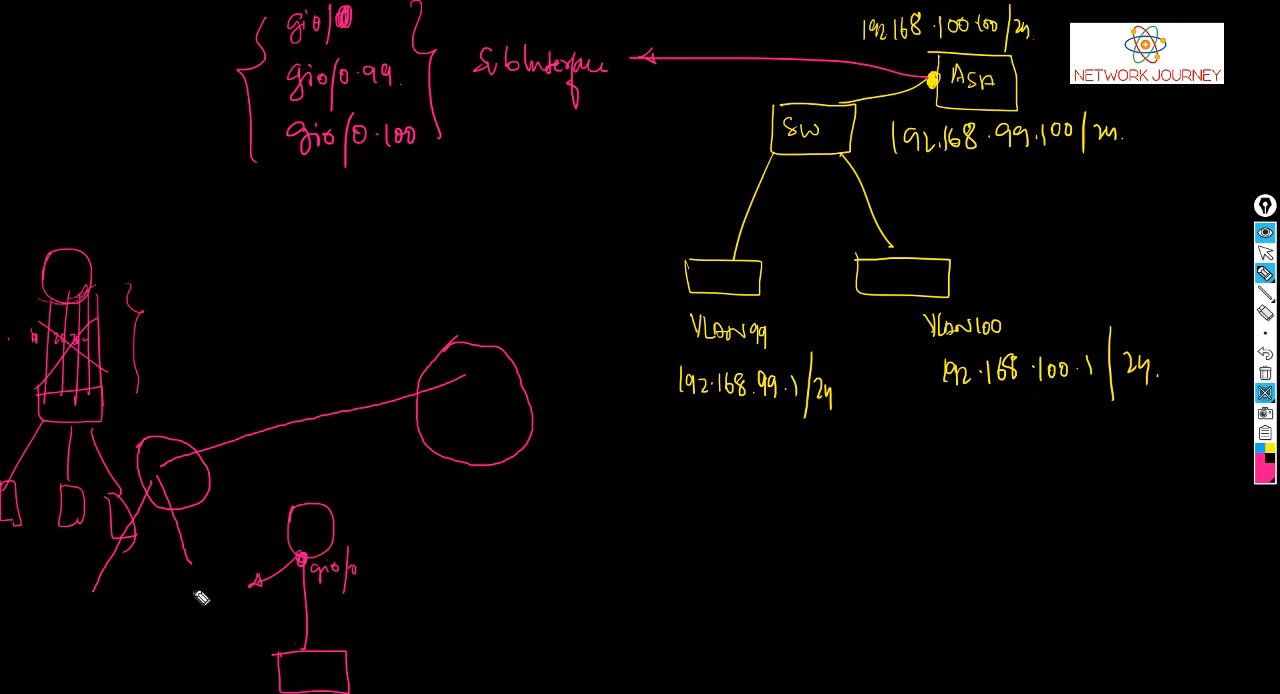 gi0/0
gi0/0.99
gi0/0.100
SubInterface
192.168.100.100/24.
ASA
NETWORK JOURNEY
SW
192.168.99.100/24.
VLAN99
192.168.99.1/24
VLAN100
192.168.100.1/24.
gi0/0